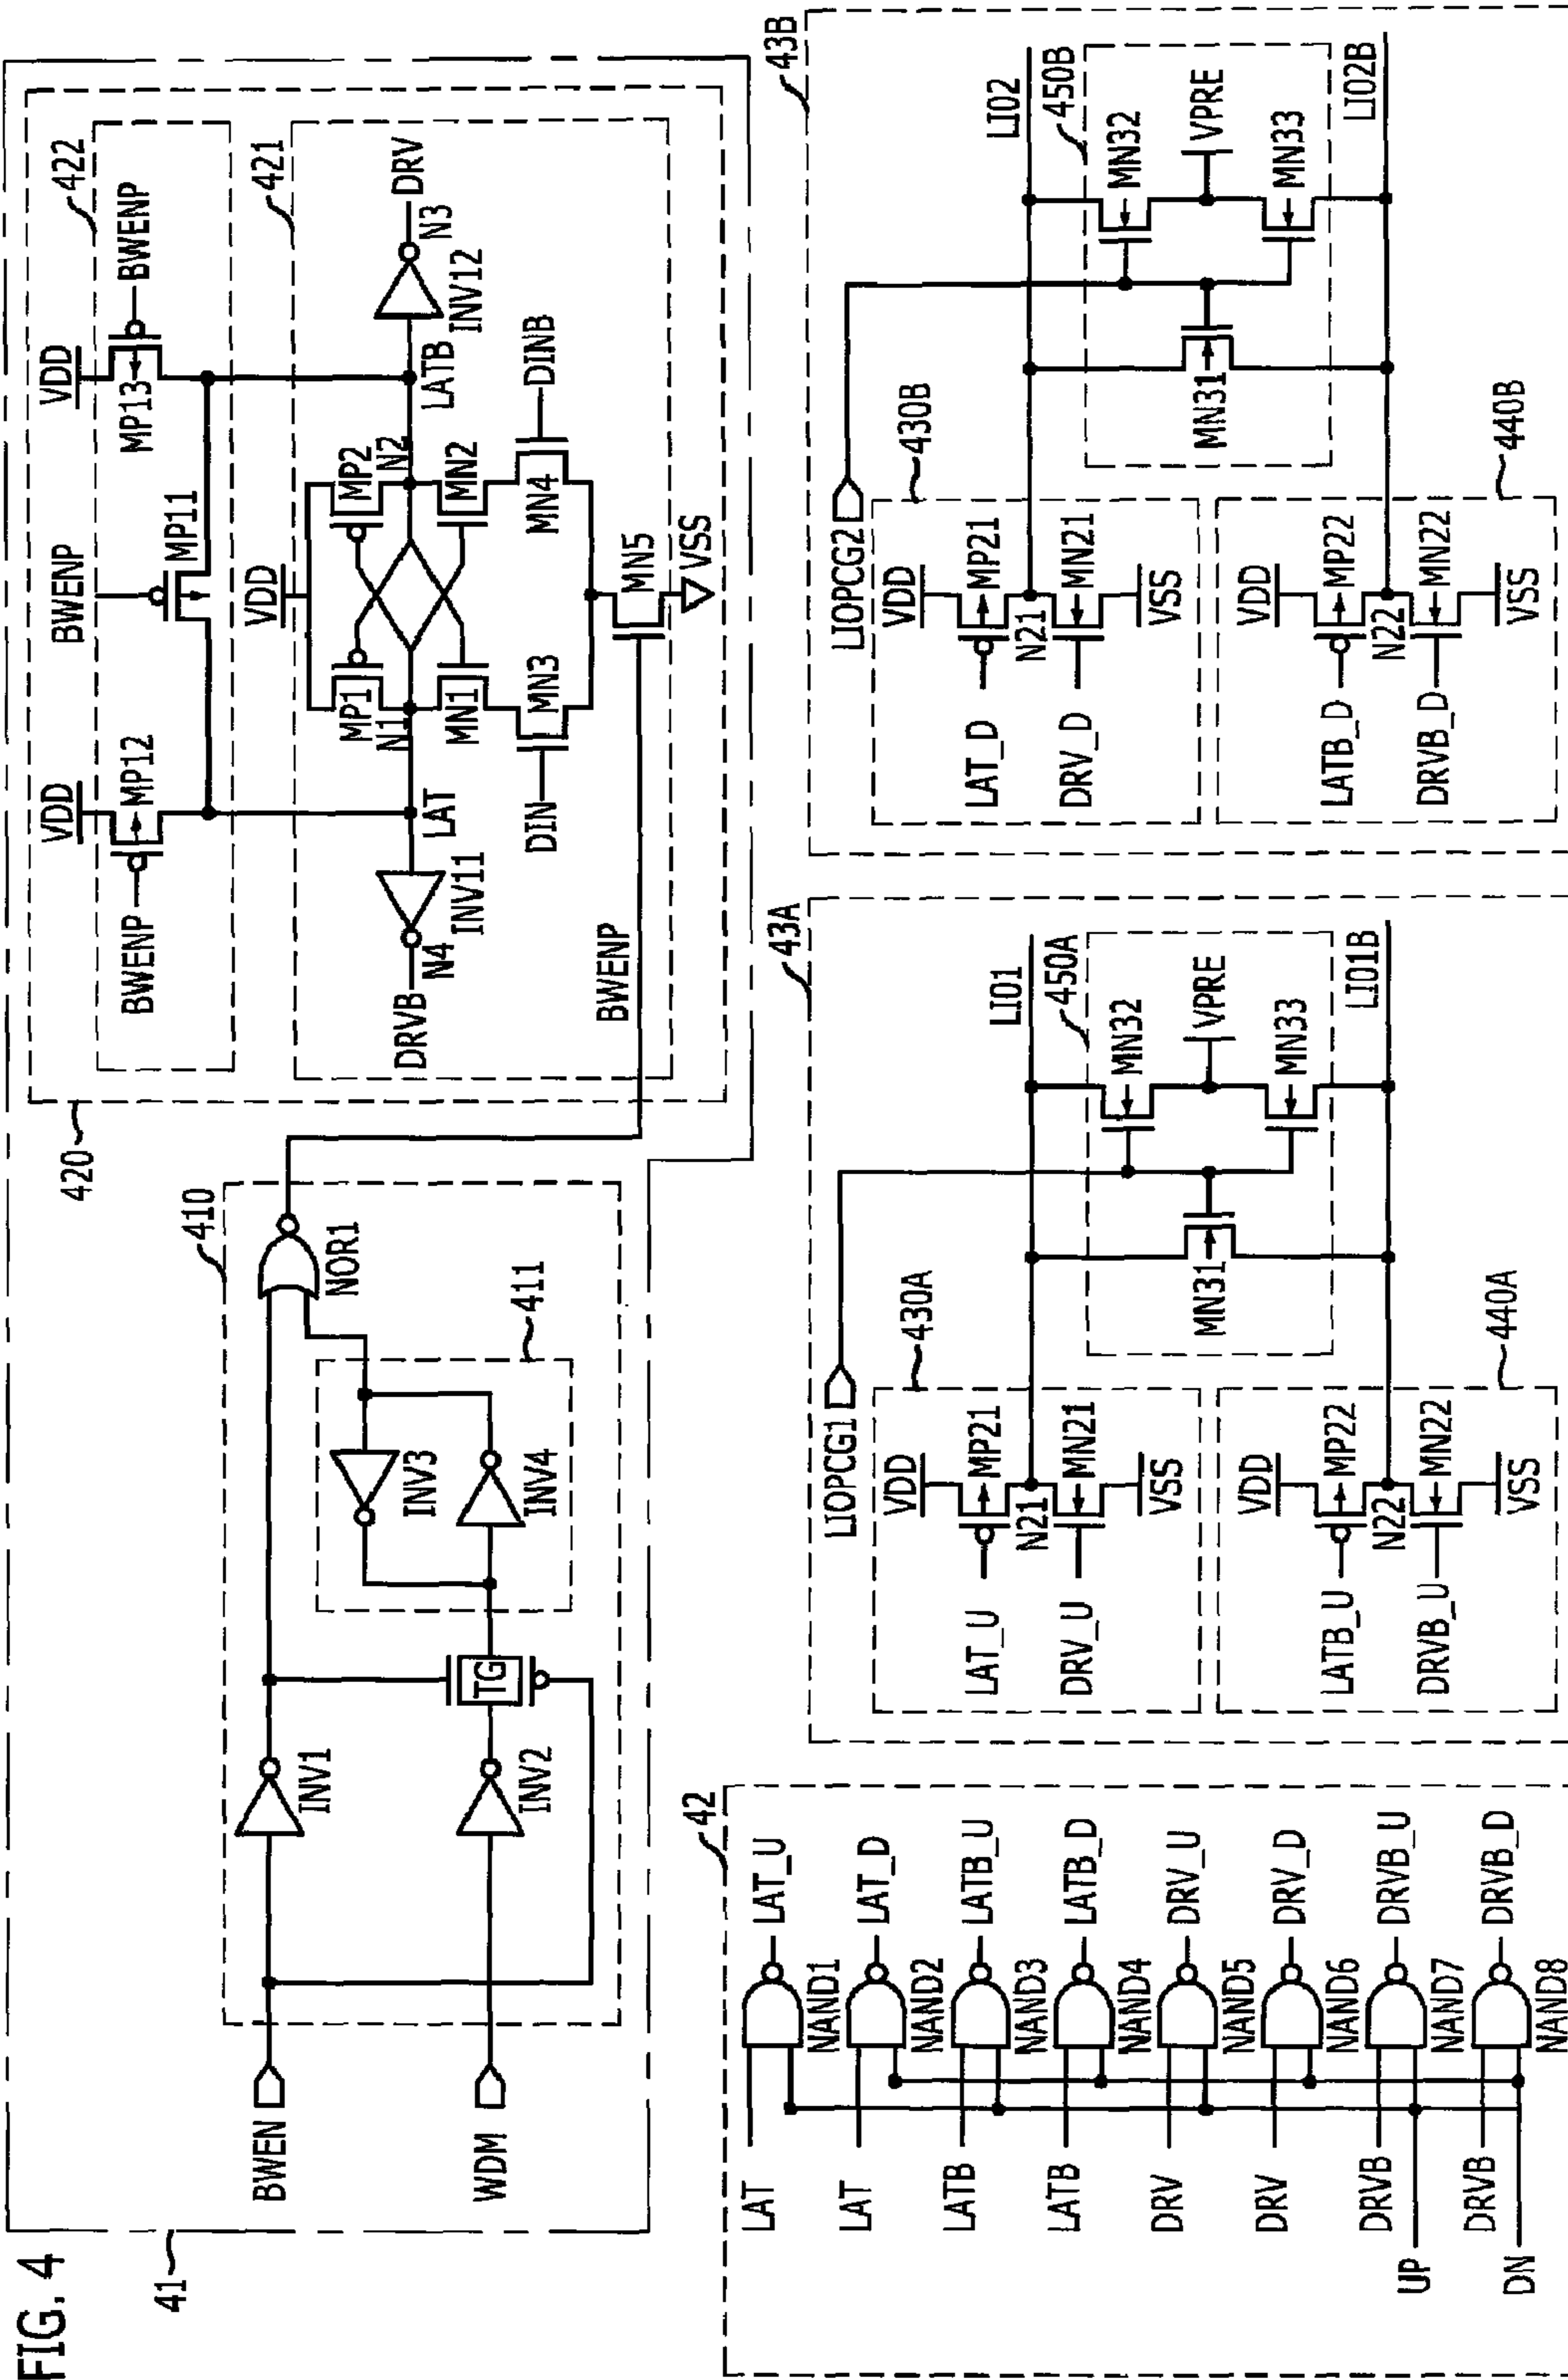 FIG. 4
41
BWEN
WDM
INV1
INV2
TG
INV3
INV4
411
NOR1
410
420
BWENP
422
BWENP
VDD
MP12
BWENP
MP11
VDD
MP13
BWENP
421
VDD
MP1
MP2
N1
N2
MN1
MN2
DRVB
N4
INV11
LAT
LATB
INV12
N3
DRV
DIN
MN3
MN4
DINB
MN5
VSS
42
LAT
NAND1
LAT_U
LAT
NAND2
LAT_D
LATB
NAND3
LATB_U
LATB
NAND4
LATB_D
DRV
NAND5
DRV_U
DRV
NAND6
DRV_D
DRVB
NAND7
DRVB_U
DRVB
NAND8
DRVB_D
UP
DN
43A
LIOPCG1
430A
VDD
LAT_U
MP21
N21
DRV_U
MN21
VSS
LIO1
450A
MN31
MN32
VPRE
MN33
LIO1B
440A
VDD
LATB_U
MP22
N22
DRVB_U
MN22
VSS
43B
LIOPCG2
430B
VDD
LAT_D
MP21
N21
DRV_D
MN21
VSS
LIO2
450B
MN31
MN32
VPRE
MN33
LIO2B
440B
VDD
LATB_D
MP22
N22
DRVB_D
MN22
VSS